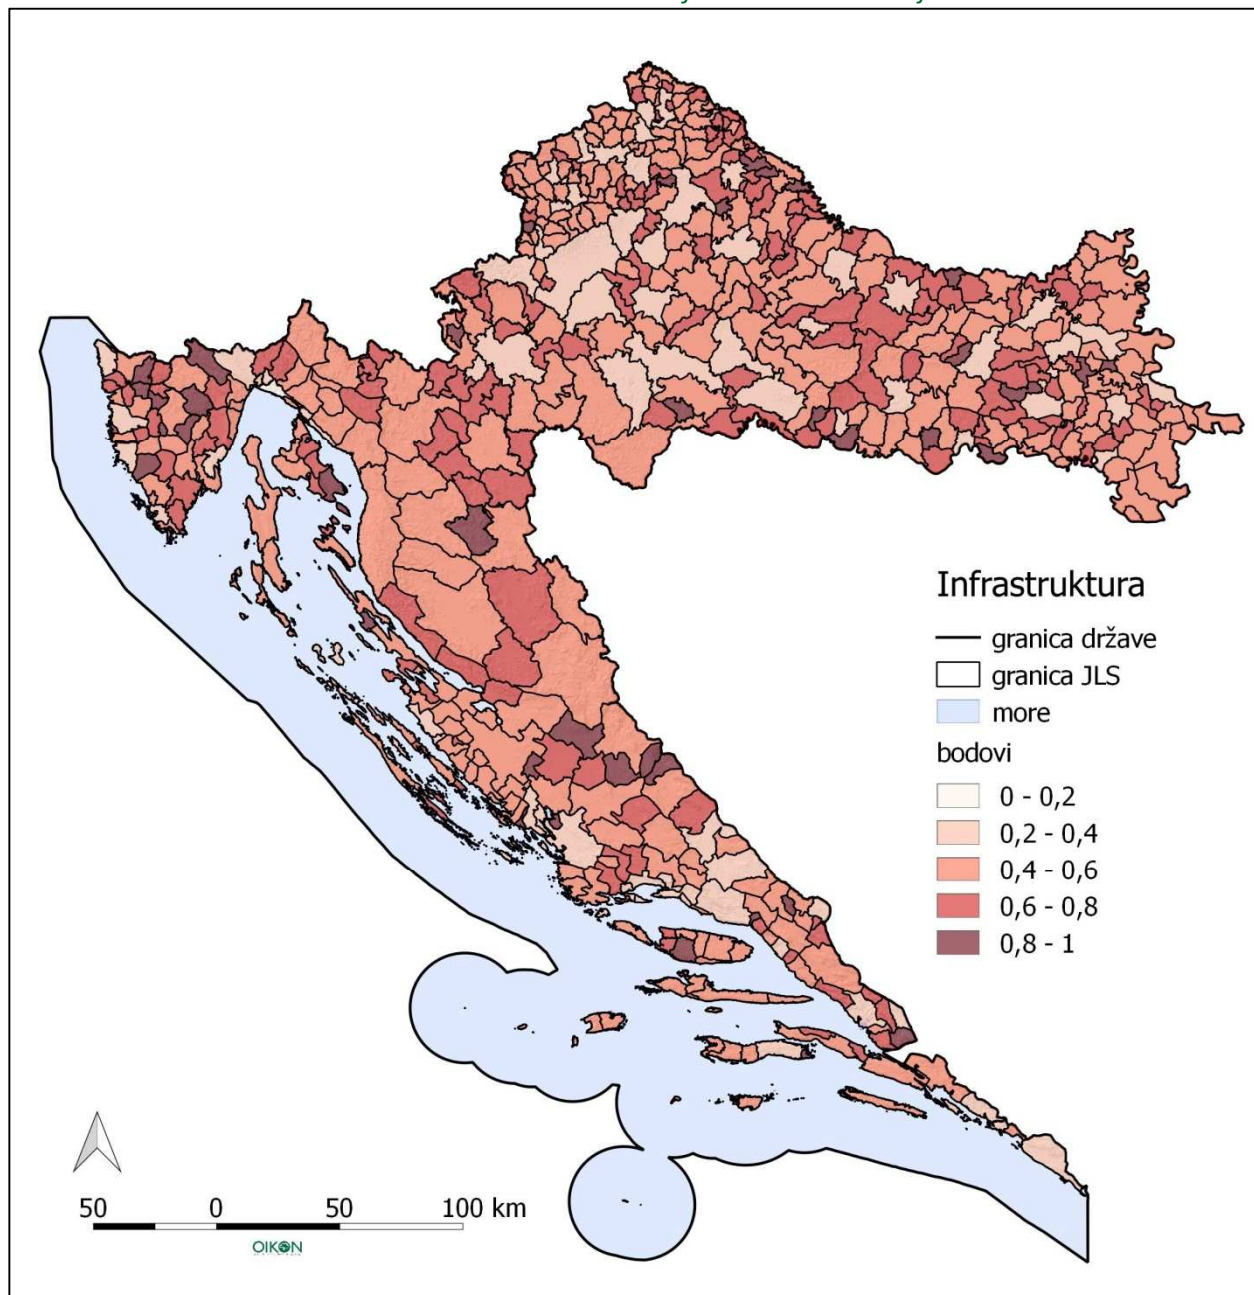 Infrastruktura
granica države
granica JLS
more
bodovi
0 - 0,2
0,2 - 0,4
0,4 - 0,6
0,6 - 0,8
0,8 - 1
50 0 50 100 km
OIKON